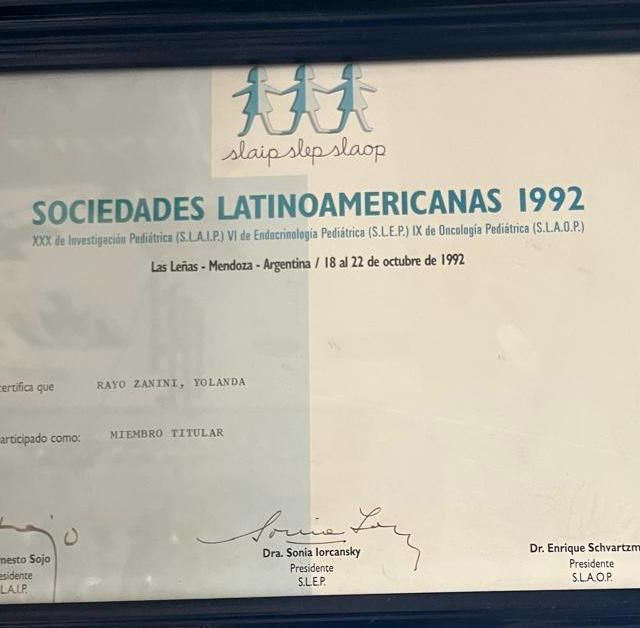 slaip slep slaop
SOCIEDADES LATINOAMERICANAS 1992
XXX de Investigación Pediátrica (S.L.A.I.P.) VI de Endocrinología Pediátrica (S.L.E.P.) IX de Oncología Pediátrica (S.L.A.O.P.)
Las Leñas - Mendoza - Argentina / 18 al 22 de octubre de 1992
ertifica que RAYO ZANINI, YOLANDA
articipado como: MIEMBRO TITULAR
nesto Sojo
esidente
L.A.I.P.
Dra. Sonia Iorcansky
Presidente
S.L.E.P.
Dr. Enrique Schvartzm
Presidente
S.L.A.O.P.